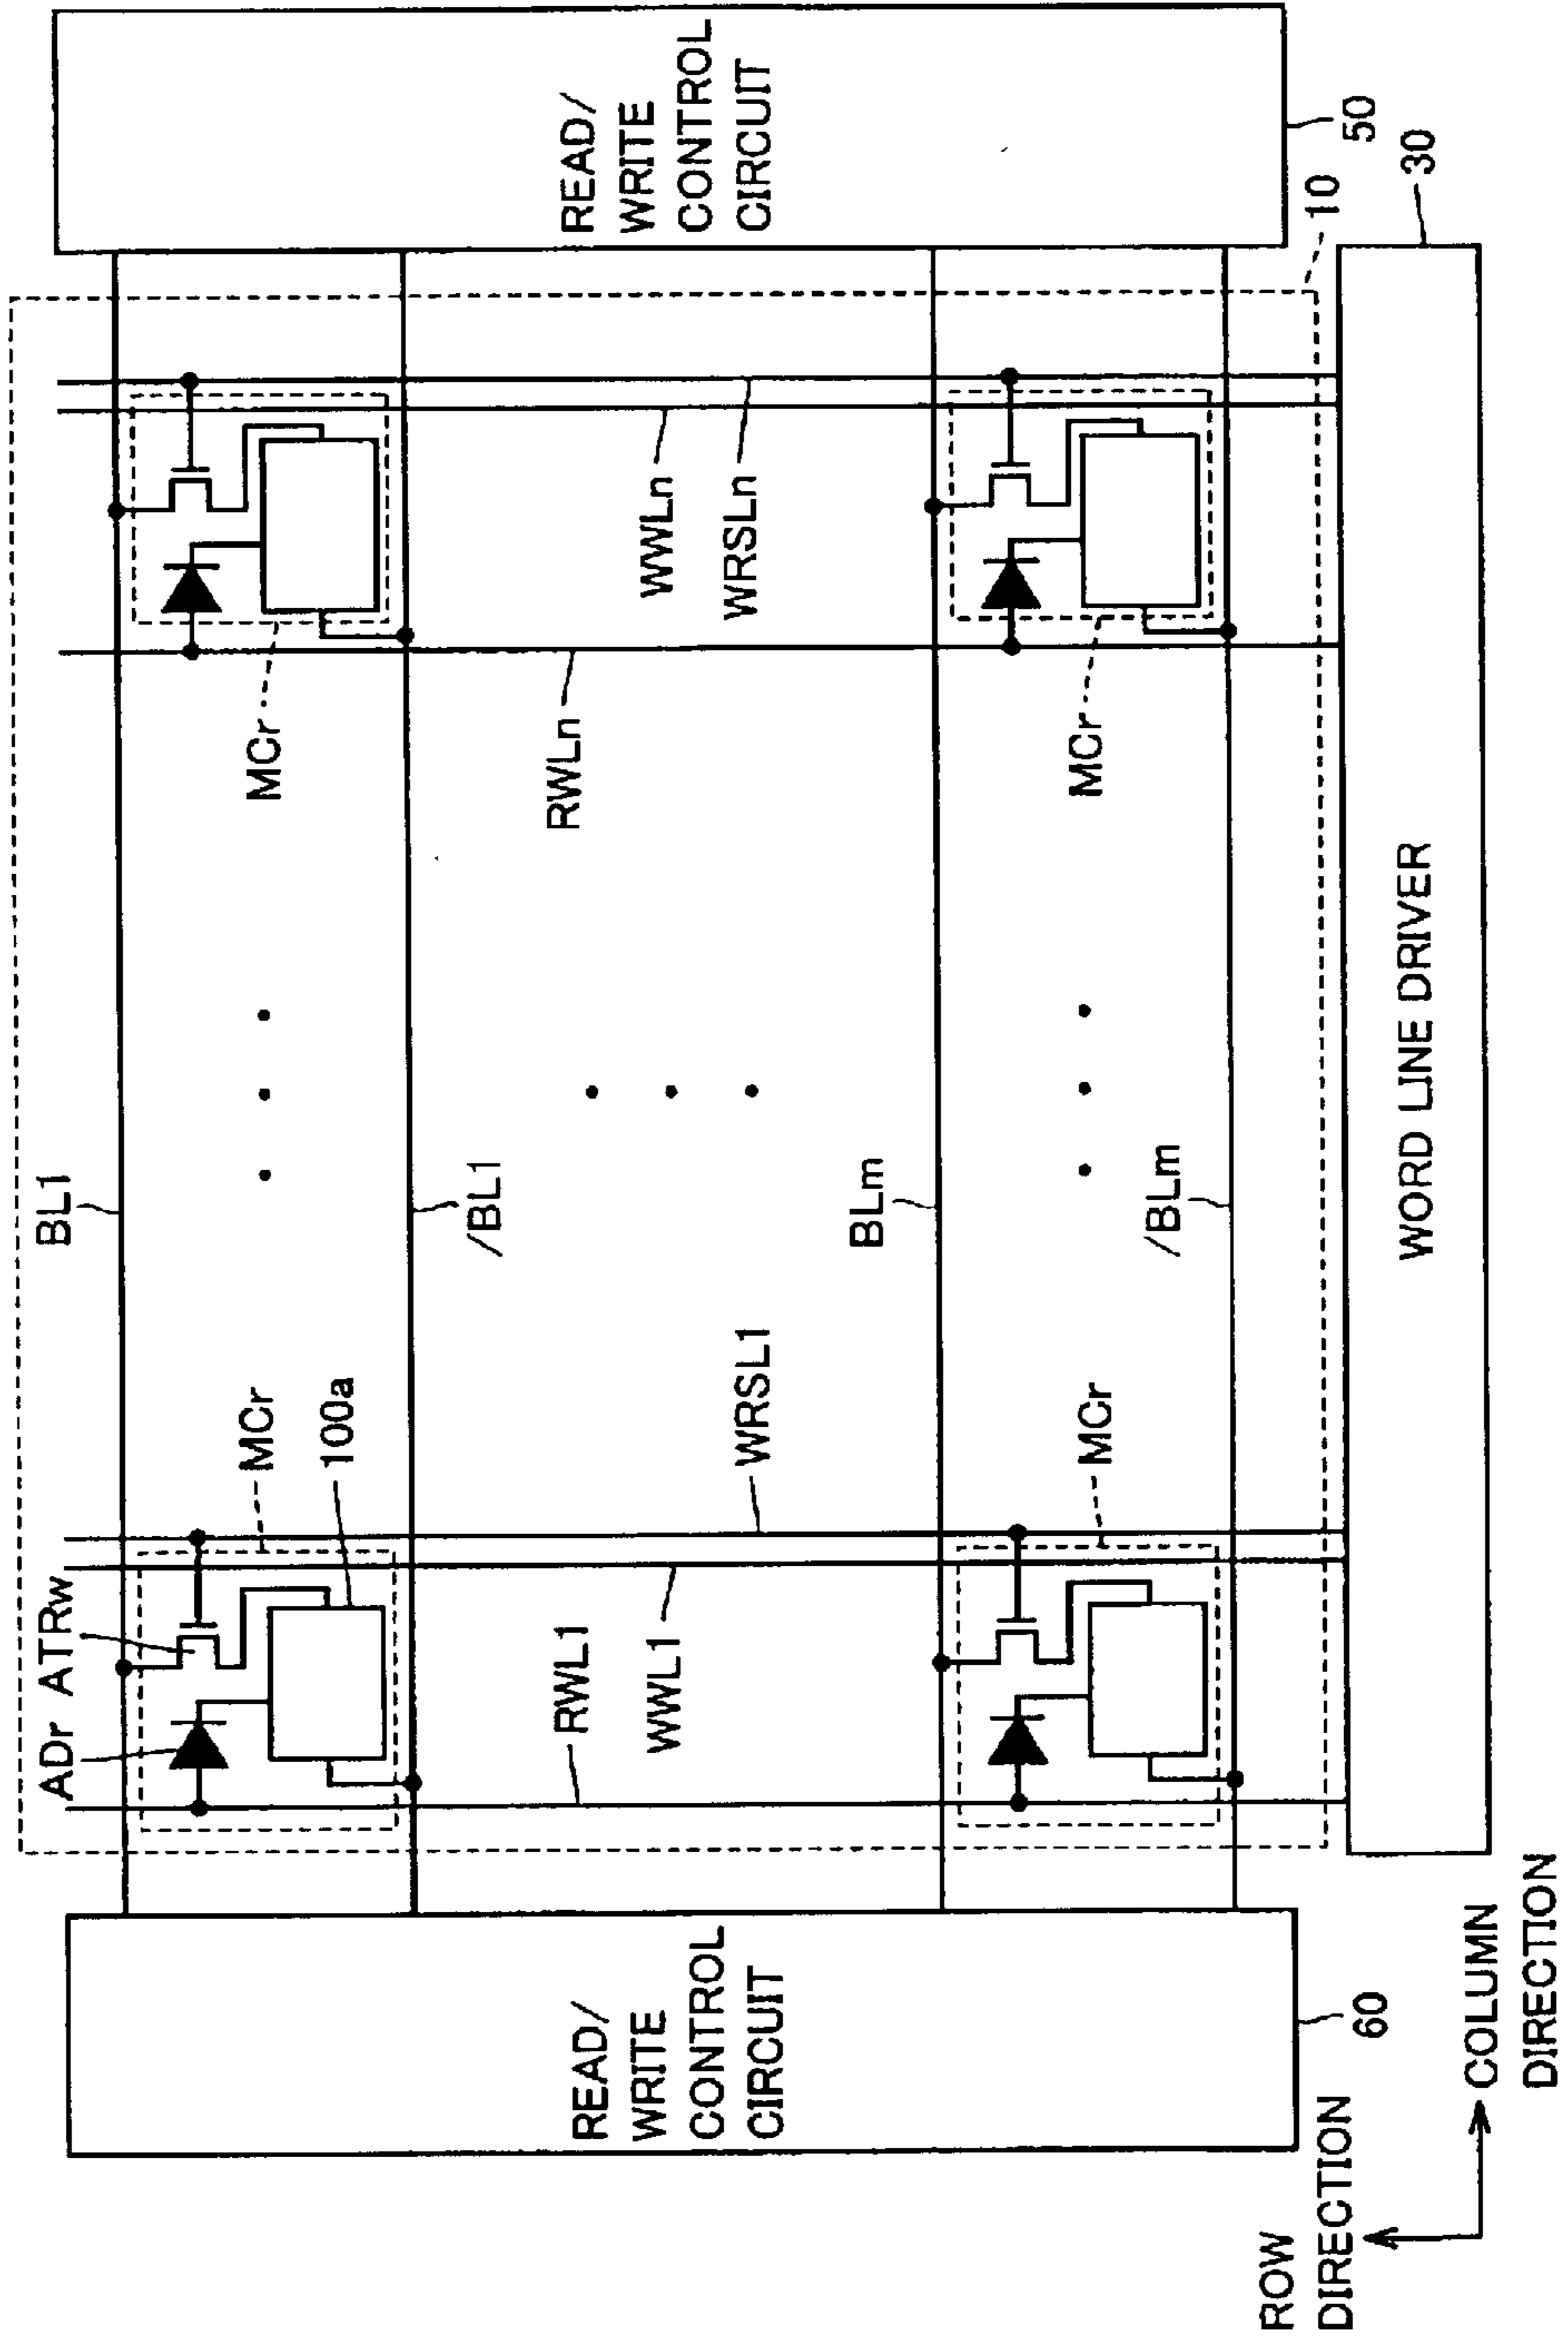 READ/
WRITE
CONTROL
CIRCUIT
50
10
30
WWLn
WRSLn
MCr
RWLn
MCr
BL1
/BL1
BLm
/BLm
WORD LINE DRIVER
MCr
100a
WRSL1
MCr
ADr ATRw
RWL1
WWL1
READ/
WRITE
CONTROL
CIRCUIT
60
ROW
DIRECTION
COLUMN
DIRECTION